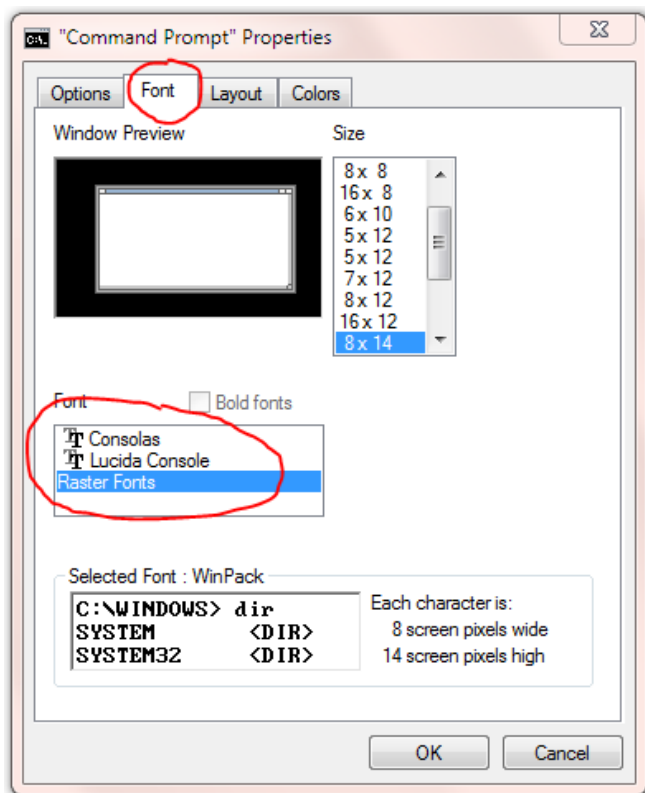 C:\. "Command Prompt" Properties
Options Font Layout Colors
Window Preview Size
8 x 8
16 x 8
6 x 10
5 x 12
5 x 12
7 x 12
8 x 12
16 x 12
8 x 14
Font Bold fonts
Consolas
Lucida Console
Raster Fonts
Selected Font : WinPack
C:\WINDOWS> dir
SYSTEM <DIR>
SYSTEM32 <DIR>
Each character is:
8 screen pixels wide
14 screen pixels high
OK Cancel